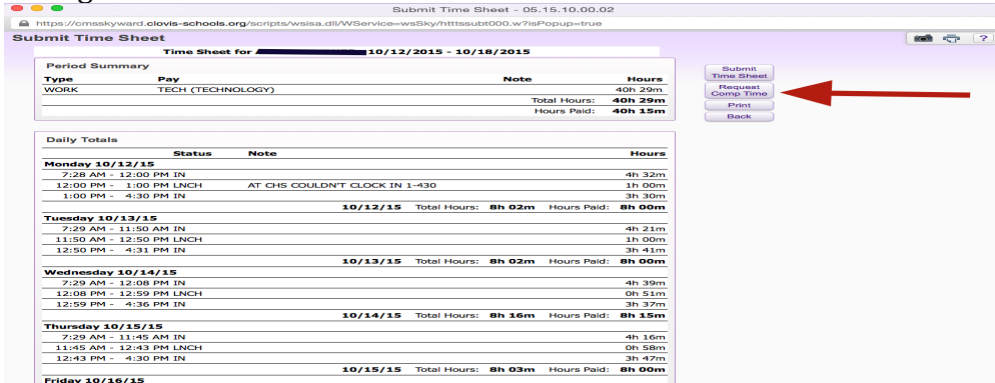 Submit Time Sheet - 05.15.10.00.02
https://cmsskyward.clovis-schools.org/scripts/wsisa.dll/WService=wsSky/htttssubt000.w?isPopup=true
Submit Time Sheet
?
Time Sheet for 10/12/2015 - 10/18/2015
Period Summary
Type Pay Note Hours
WORK TECH (TECHNOLOGY) 40h 29m
Total Hours: 40h 29m
Hours Paid: 40h 15m
Submit
Time Sheet
Request
Comp Time
Print
Back
Daily Totals
Status Note Hours
Monday 10/12/15
7:28 AM - 12:00 PM IN 4h 32m
12:00 PM - 1:00 PM LNCH AT CHS COULDN'T CLOCK IN 1-430 1h 00m
1:00 PM - 4:30 PM IN 3h 30m
10/12/15 Total Hours: 8h 02m Hours Paid: 8h 00m
Tuesday 10/13/15
7:29 AM - 11:50 AM IN 4h 21m
11:50 AM - 12:50 PM LNCH 1h 00m
12:50 PM - 4:31 PM IN 3h 41m
10/13/15 Total Hours: 8h 02m Hours Paid: 8h 00m
Wednesday 10/14/15
7:29 AM - 12:08 PM IN 4h 39m
12:08 PM - 12:59 PM LNCH 0h 51m
12:59 PM - 4:36 PM IN 3h 37m
10/14/15 Total Hours: 8h 16m Hours Paid: 8h 15m
Thursday 10/15/15
7:29 AM - 11:45 AM IN 4h 16m
11:45 AM - 12:43 PM LNCH 0h 58m
12:43 PM - 4:30 PM IN 3h 47m
10/15/15 Total Hours: 8h 03m Hours Paid: 8h 00m
Friday 10/16/15